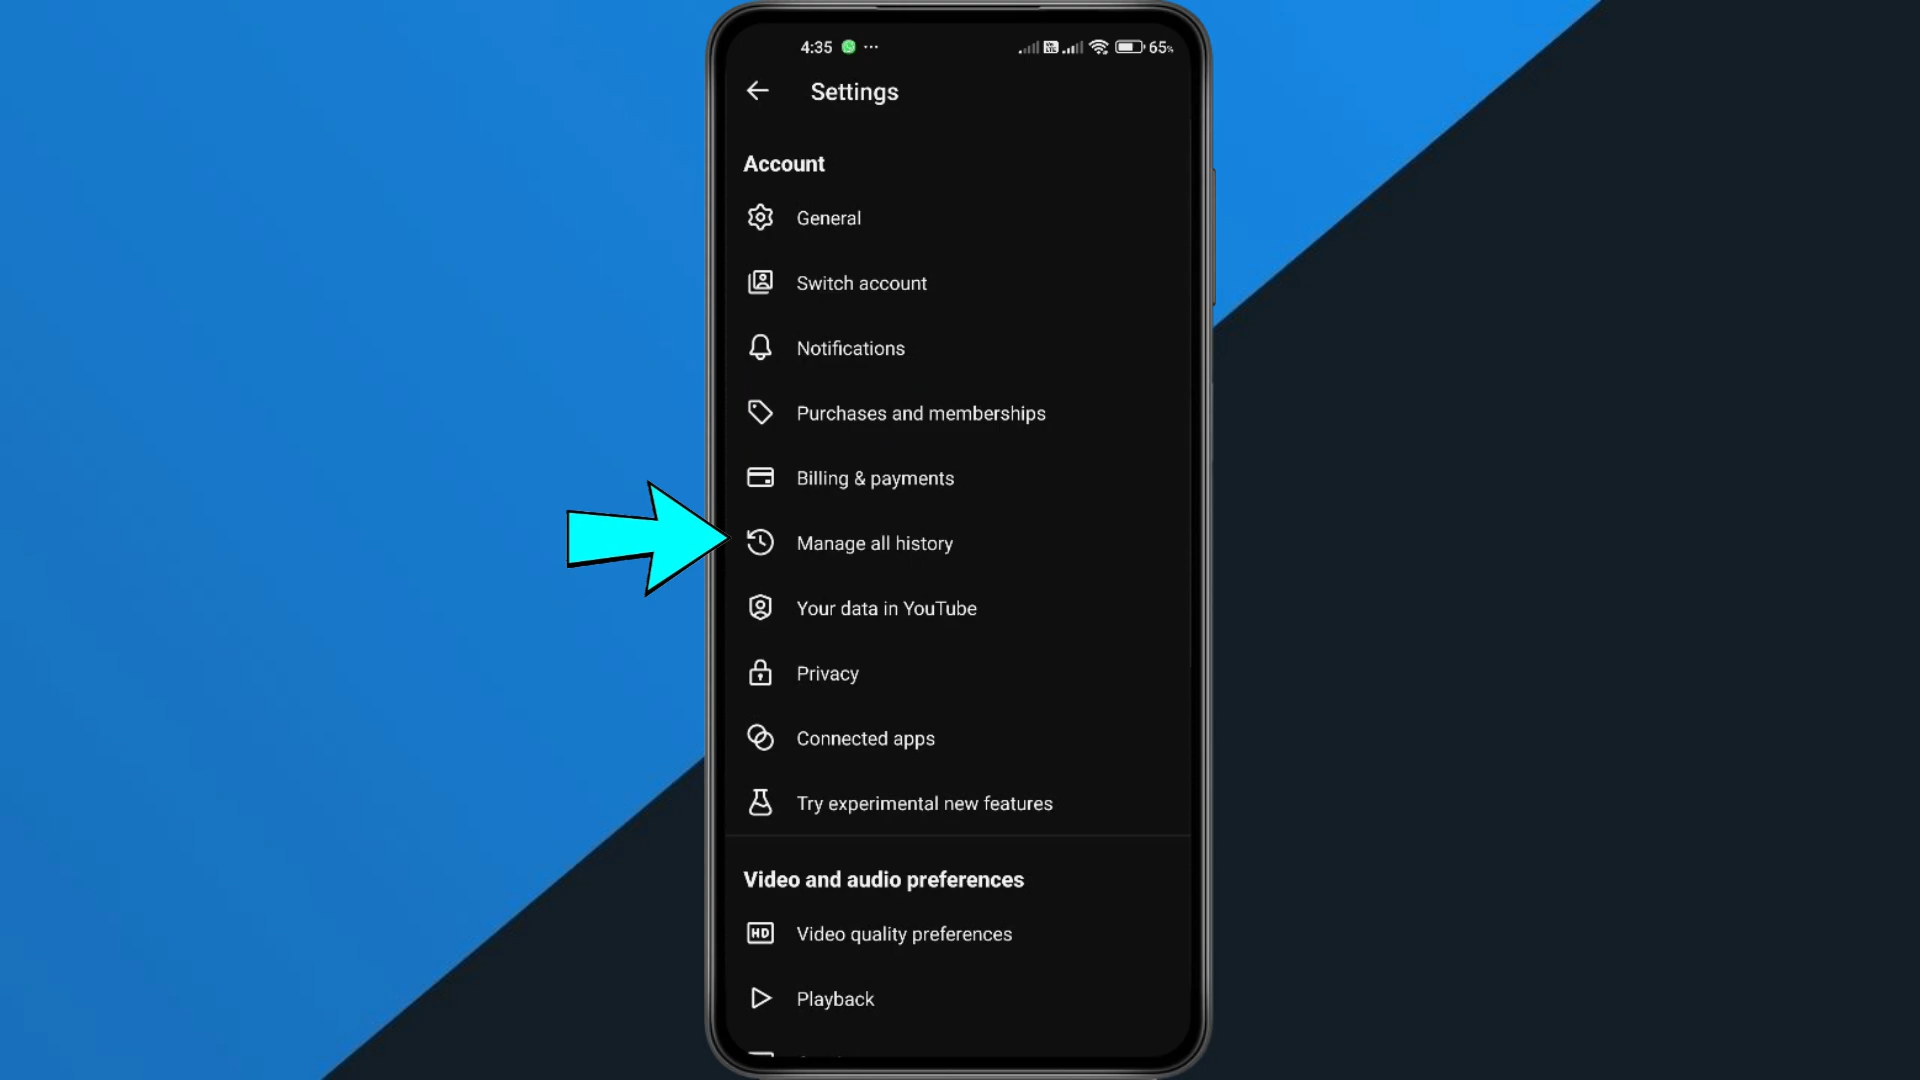 4:35 ... 65%
Settings
Account
General
Switch account
Notifications
Purchases and memberships
Billing & payments
Manage all history
Your data in YouTube
Privacy
Connected apps
Try experimental new features
Video and audio preferences
HD Video quality preferences
Playback